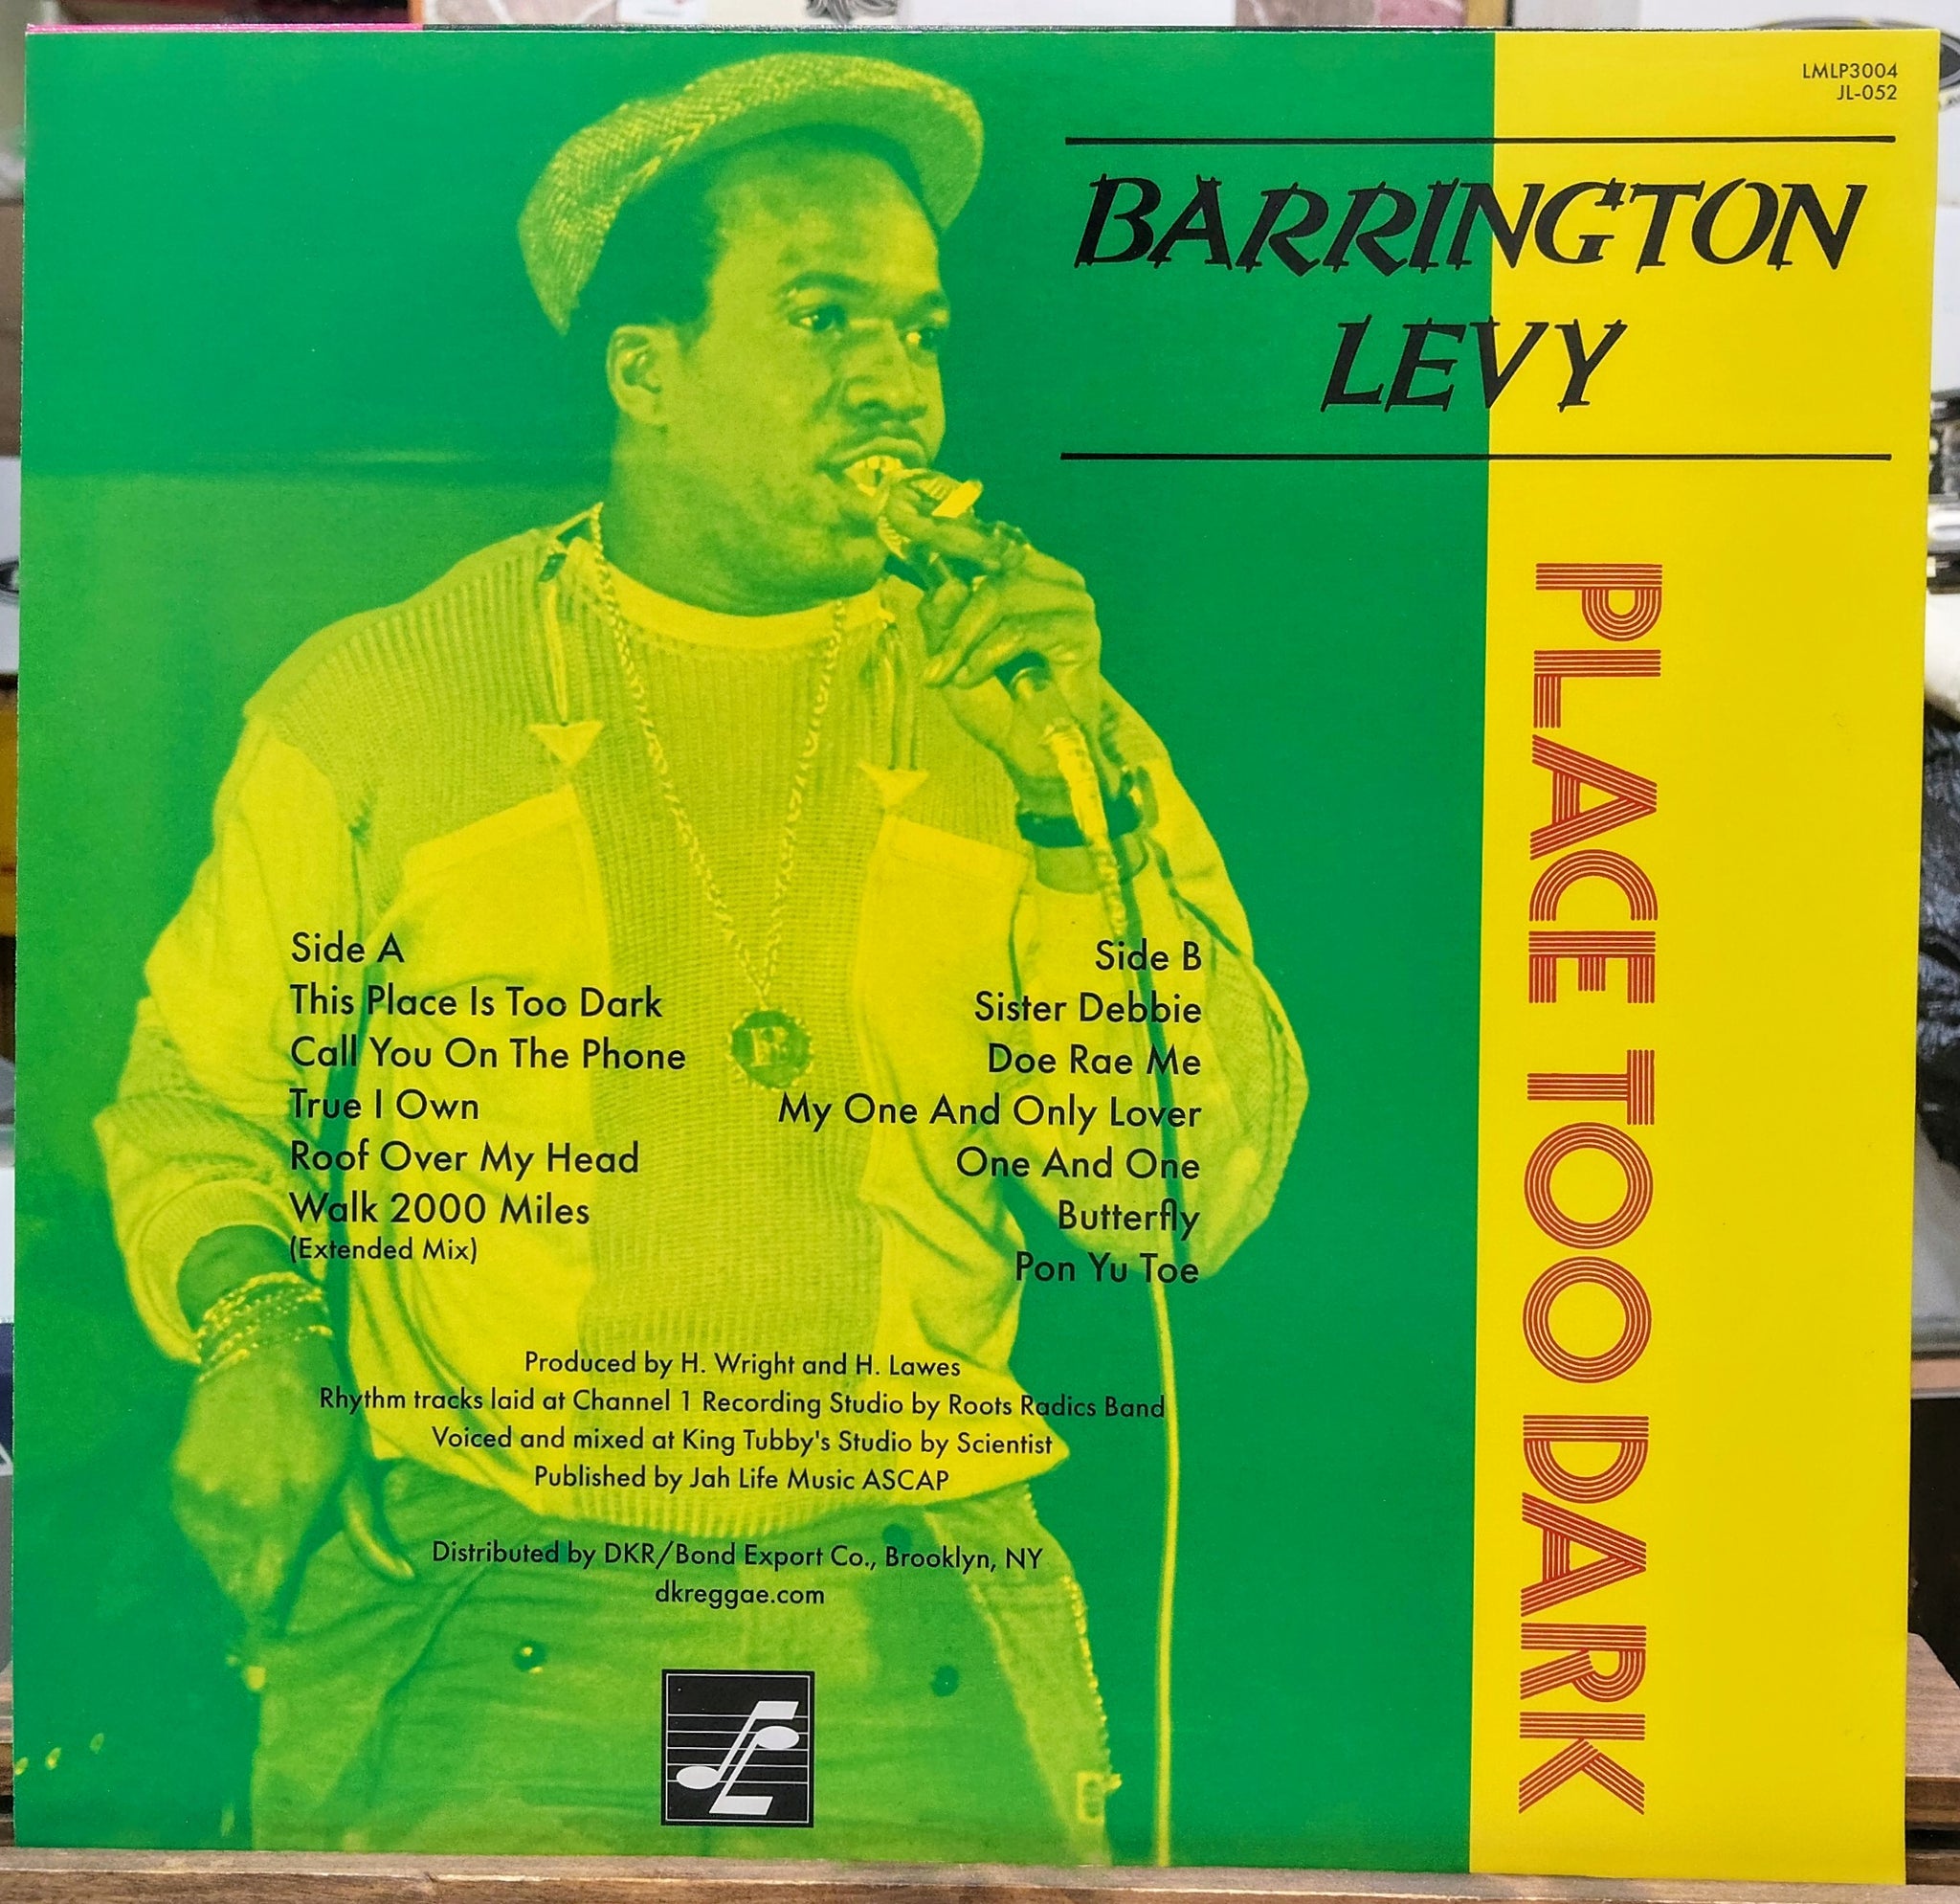 LMLP3004
JL-052
BARRINGTON
LEVY
PLACE TOO DARK
Side A
This Place Is Too Dark
Call You On The Phone
True I Own
Roof Over My Head
Walk 2000 Miles
(Extended Mix)
Side B
Sister Debbie
Doe Rae Me
My One And Only Lover
One And One
Butterfly
Pon Yu Toe
Produced by H. Wright and H. Lawes
Rhythm tracks laid at Channel 1 Recording Studio by Roots Radics Band
Voiced and mixed at King Tubby's Studio by Scientist
Published by Jah Life Music ASCAP
Distributed by DKR/Bond Export Co., Brooklyn, NY
dkreggae.com